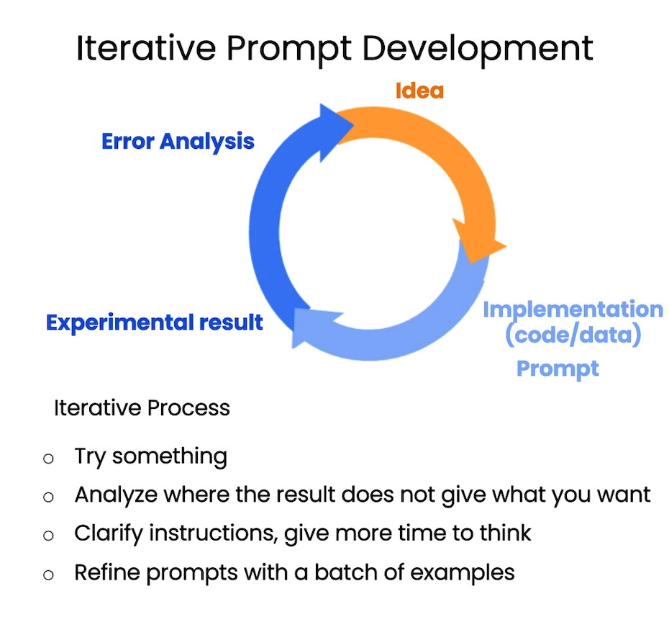 Iterative Prompt Development
Idea
Error Analysis
Implementation
(code/data)
Experimental result
Prompt
Iterative Process
o Try something
o Analyze where the result does not give what you want
o Clarify instructions, give more time to think
o Refine prompts with a batch of examples